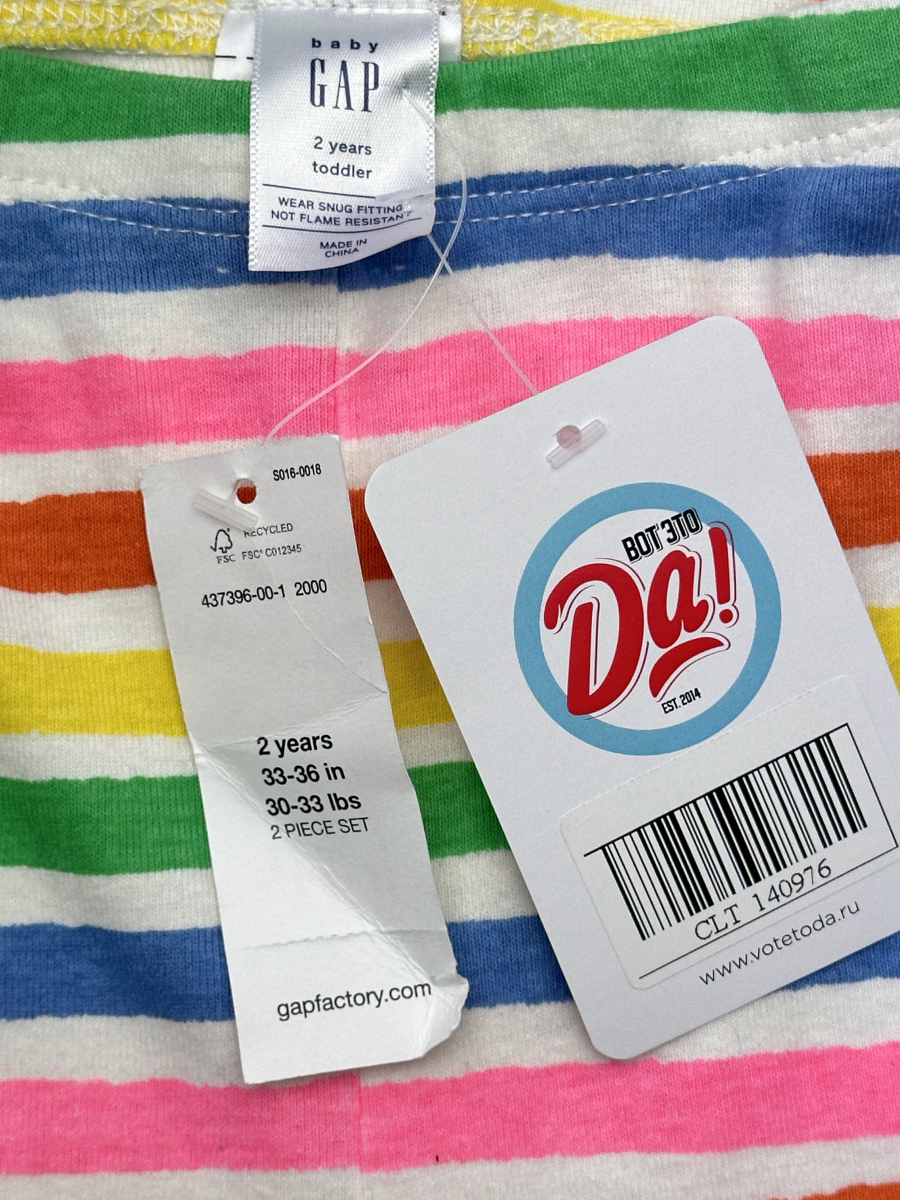 baby
GAP
2 years
toddler
WEAR SNUG FITTING
NOT FLAME RESISTANT
MADE IN
CHINA
S016-0018
RECYCLED
FSC
FSC® C012345
437396-00-1 2000
2 years
33-36 in
30-33 lbs
2 PIECE SET
gapfactory.com
ВОТ'ЭТО
Да!
EST. 2014
CLT 140976
www.votetoda.ru